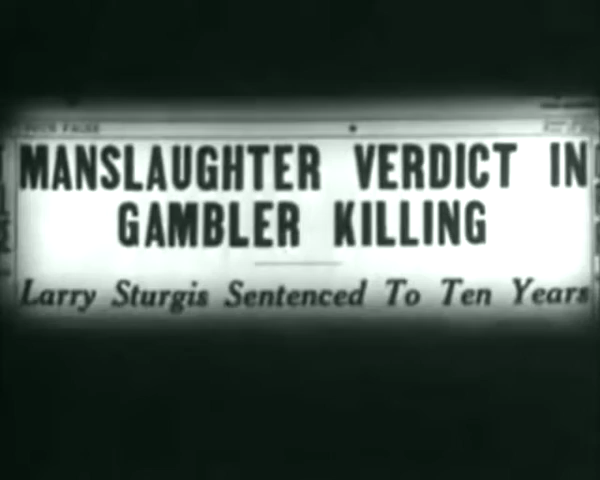 MANSLAUGHTER VERDICT IN
GAMBLER KILLING
Larry Sturgis Sentenced To Ten Years